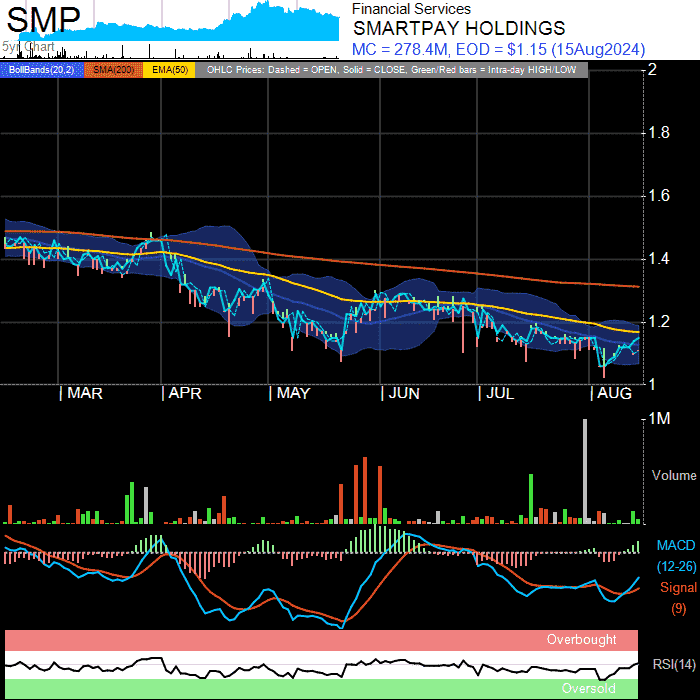 SMP
Financial Services
SMARTPAY HOLDINGS
5yr Chart
MC = 278.4M, EOD = $1.15 (15Aug2024)
BollBands(20,2) SMA(200) EMA(50) OHLC Prices: Dashed = OPEN, Solid = CLOSE, Green/Red bars = Intra-day HIGH/LOW
2
1.8
1.6
1.4
1.2
1
MAR APR MAY JUN JUL AUG
1M
Volume
MACD
(12-26)
Signal
(9)
Overbought
RSI(14)
Oversold